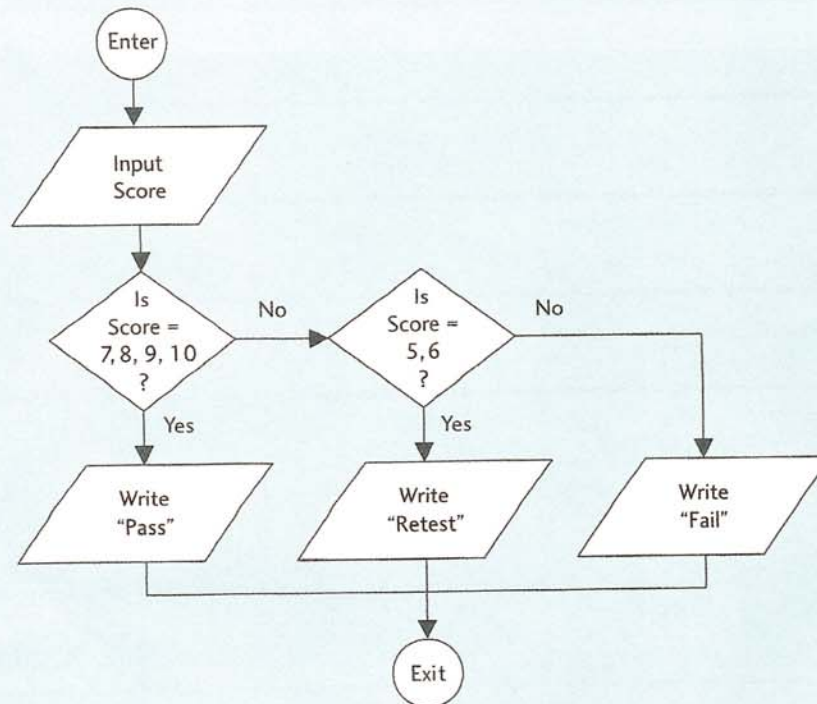 Enter
Input
Score
Is
Score =
7, 8, 9, 10
?
No
Is
Score =
5, 6
?
No
Yes
Yes
Write
“Pass”
Write
“Retest”
Write
“Fail”
Exit